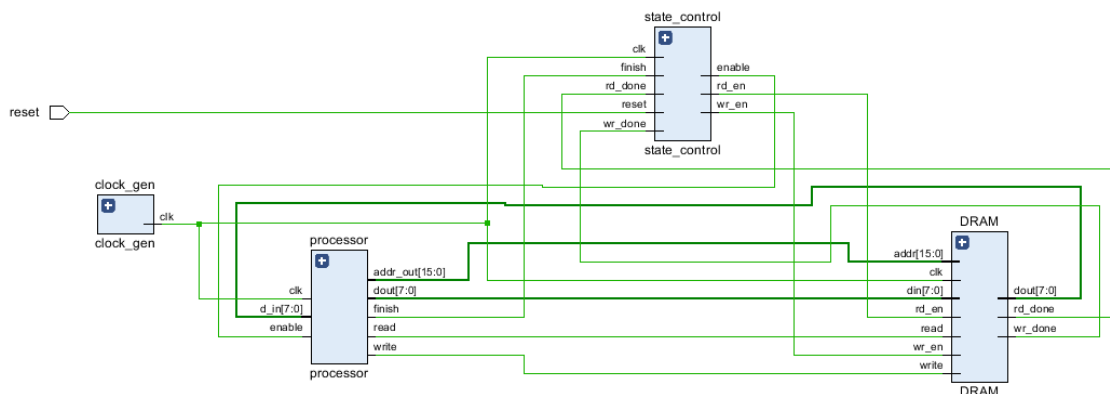 state_control
clk
finish
rd_done
reset
wr_done
enable
rd_en
wr_en
state_control
reset
clock_gen
clk
clock_gen
processor
clk
d_in[7:0]
enable
addr_out[15:0]
dout[7:0]
finish
read
write
processor
DRAM
addr[15:0]
clk
din[7:0]
rd_en
read
wr_en
write
dout[7:0]
rd_done
wr_done
DRAM